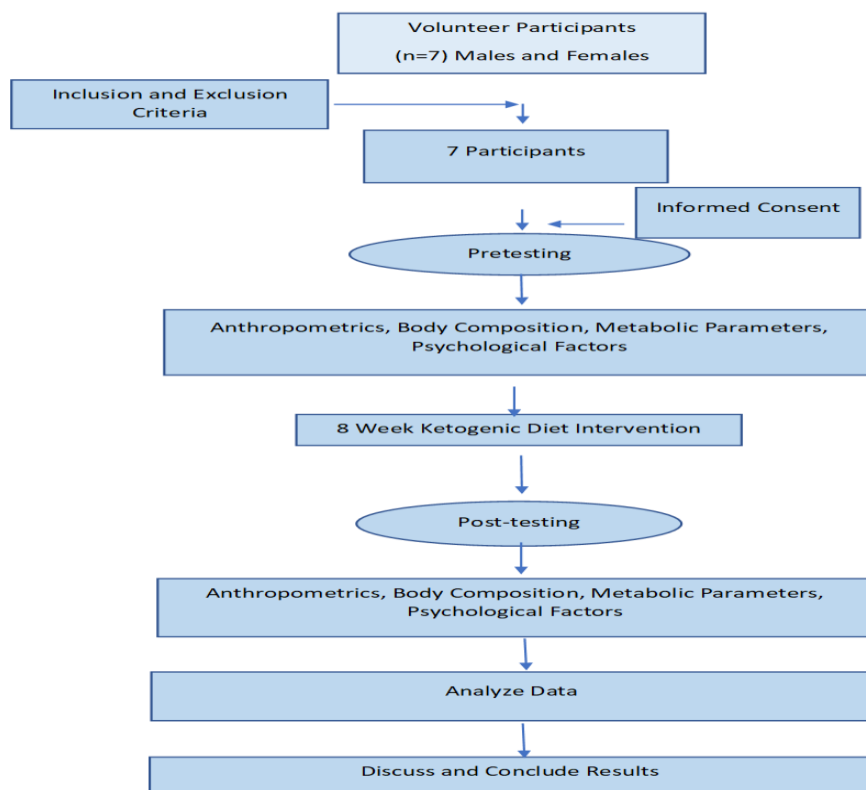 Volunteer Participants
(n=7) Males and Females
Inclusion and Exclusion
Criteria
7 Participants
Informed Consent
Pretesting
Anthropometrics, Body Composition, Metabolic Parameters,
Psychological Factors
8 Week Ketogenic Diet Intervention
Post-testing
Anthropometrics, Body Composition, Metabolic Parameters,
Psychological Factors
Analyze Data
Discuss and Conclude Results